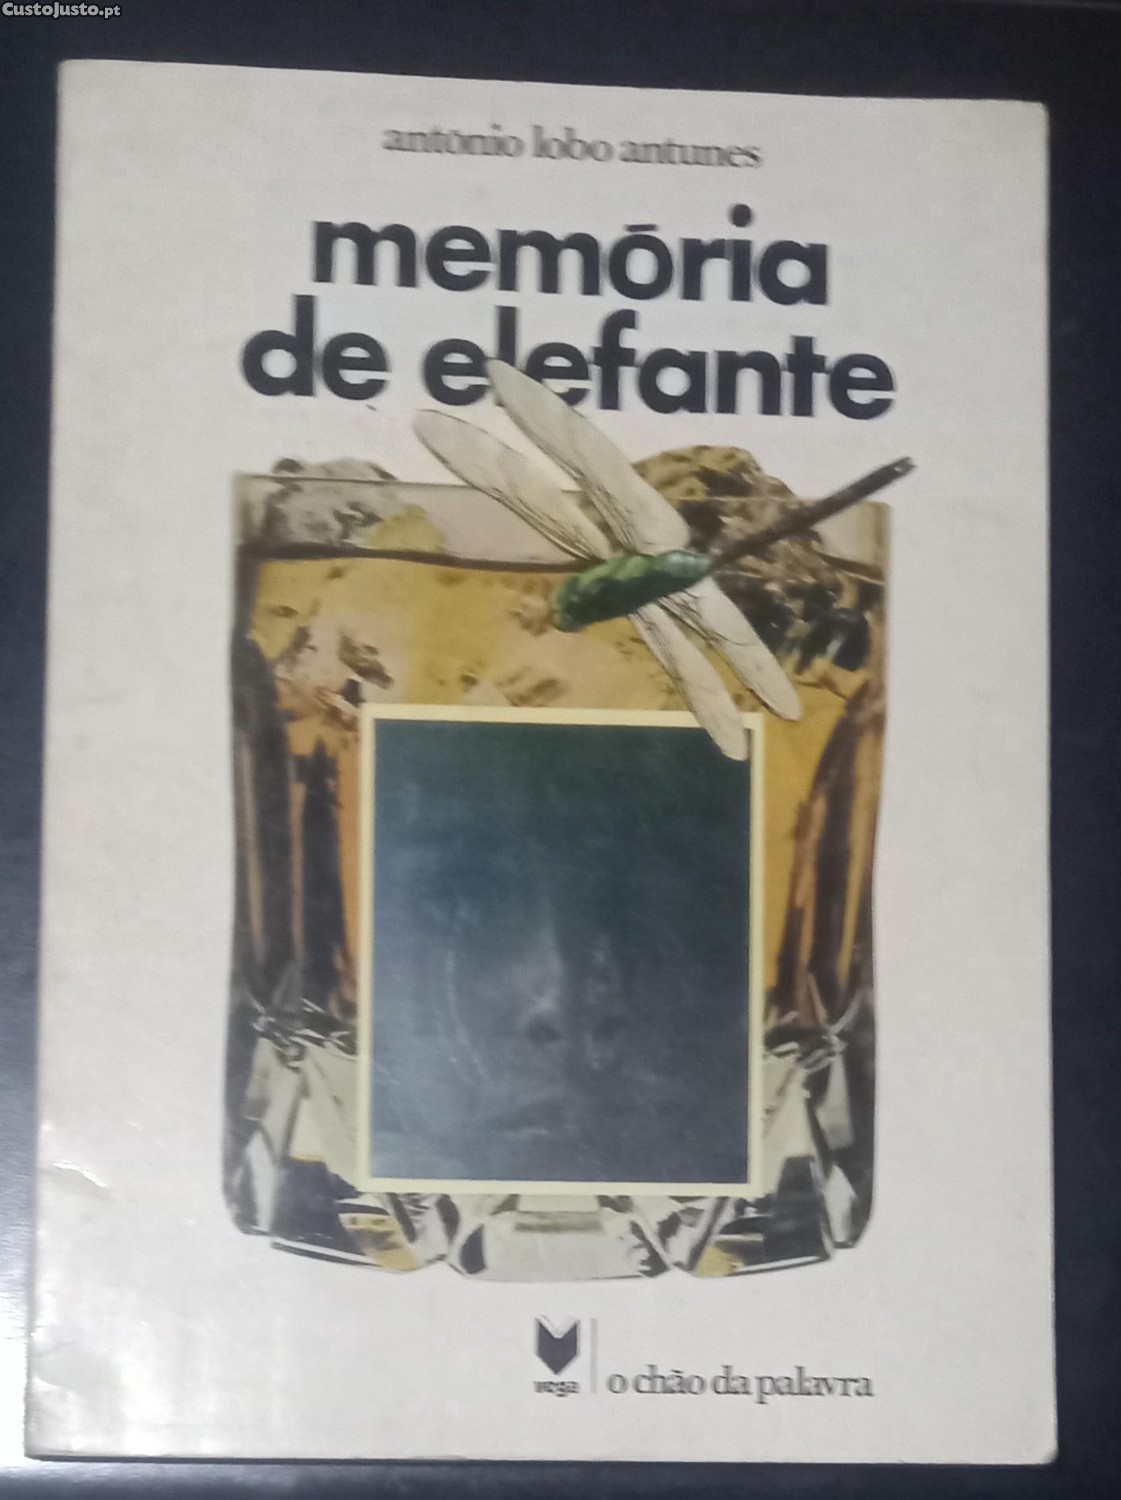 CustoJusto.pt
antónio lobo antunes
memória
de elefante
vega
o chão da palavra